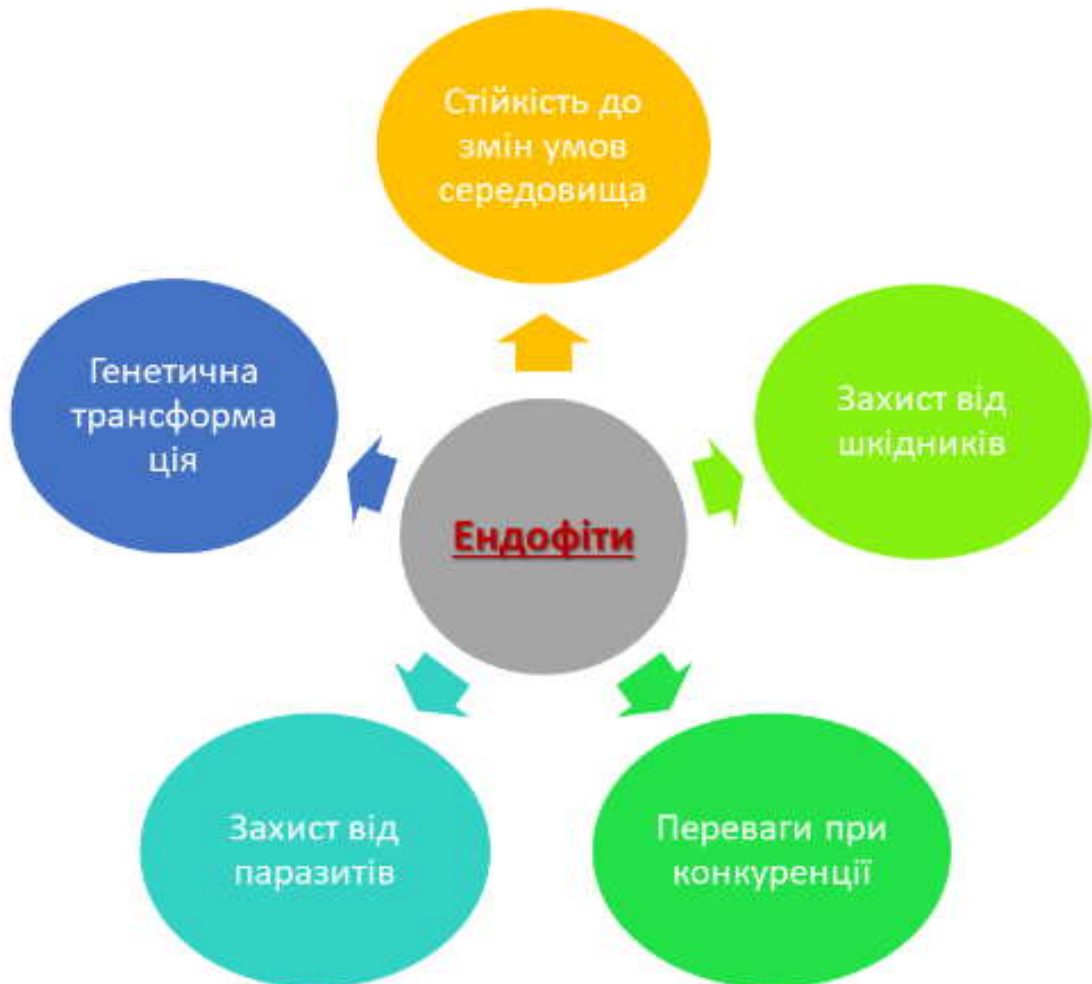 Стійкість до
змін умов
середовища
Генетична
трансформа
ція
Захист від
шкідників
Ендофіти
Захист від
паразитів
Переваги при
конкуренції